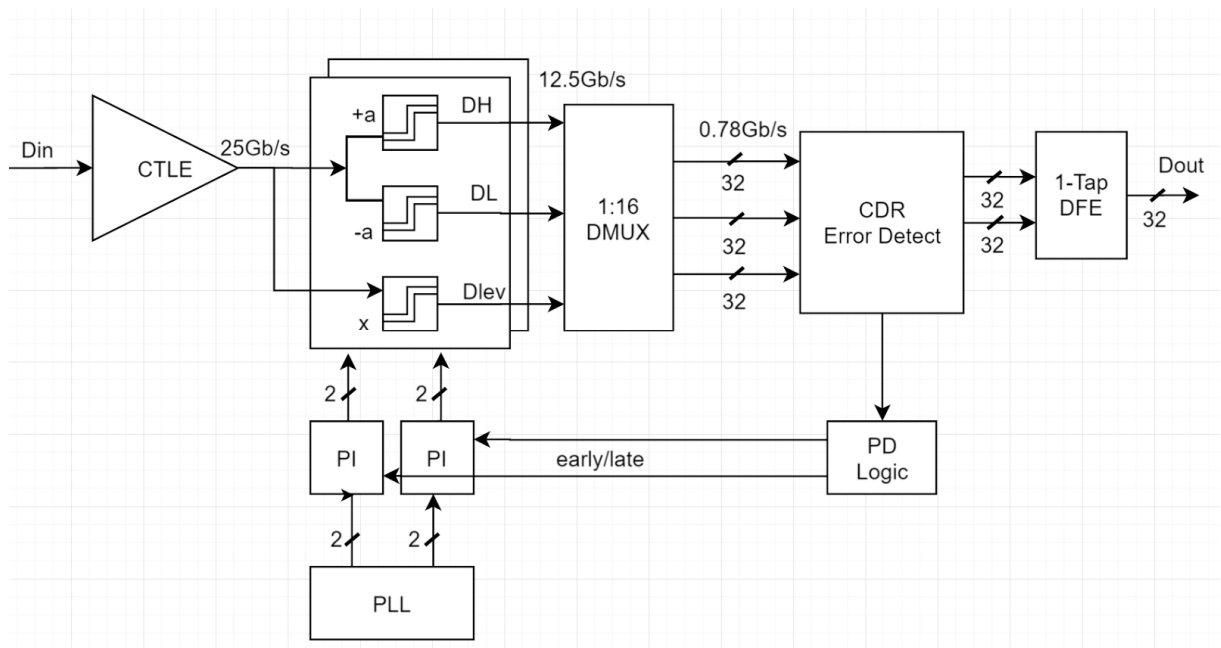 12.5Gb/s
+a
DH
Din
CTLE
25Gb/s
0.78Gb/s
32
DL
-a
1:16
DMUX
32
CDR
Error Detect
32
32
1-Tap
DFE
Dout
32
Dlev
x
32
2
2
PI
PI
early/late
PD
Logic
2
2
PLL